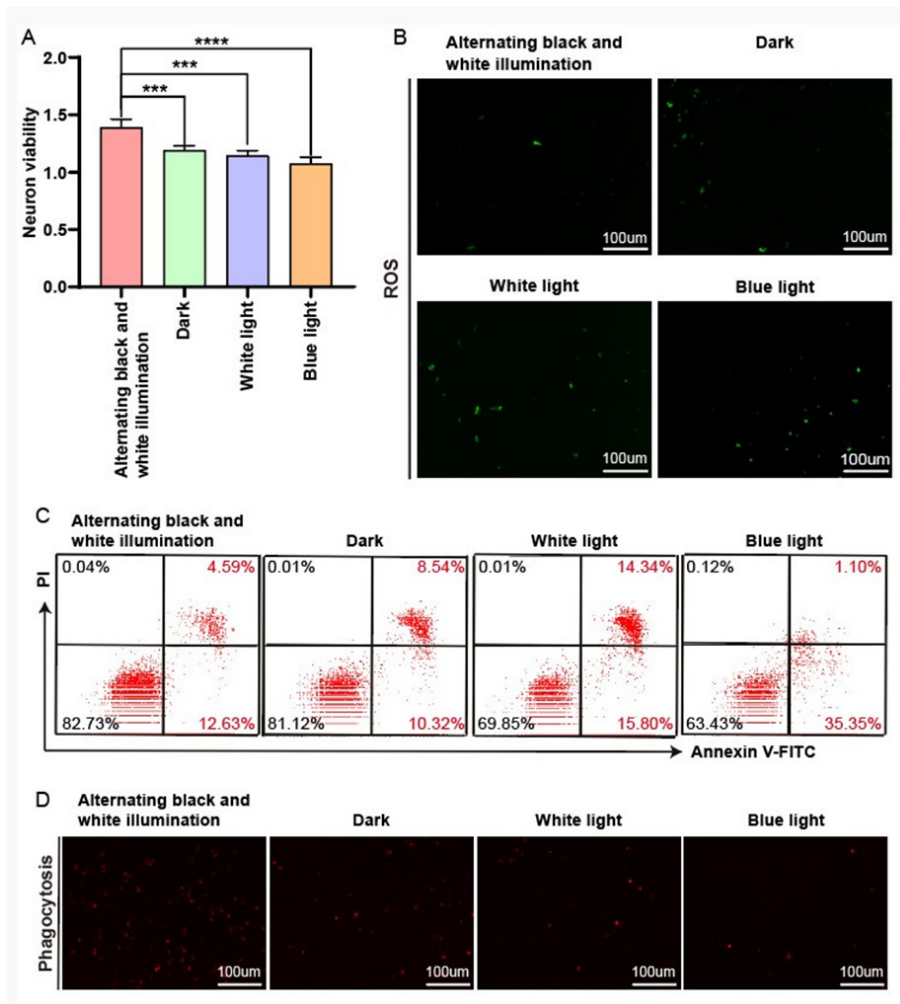 A
2.0
1.5
1.0
0.5
0.0
Neuron viability
****
***
***
Alternating black and
white illumination
Dark
White light
Blue light
B
Alternating black and
white illumination
Dark
ROS
100um
100um
White light
Blue light
100um
100um
C
Alternating black and
white illumination
Dark
White light
Blue light
PI
0.04%
4.59%
0.01%
8.54%
0.01%
14.34%
0.12%
1.10%
82.73%
12.63%
81.12%
10.32%
69.85%
15.80%
63.43%
35.35%
Annexin V-FITC
D
Alternating black and
white illumination
Dark
White light
Blue light
Phagocytosis
100um
100um
100um
100um